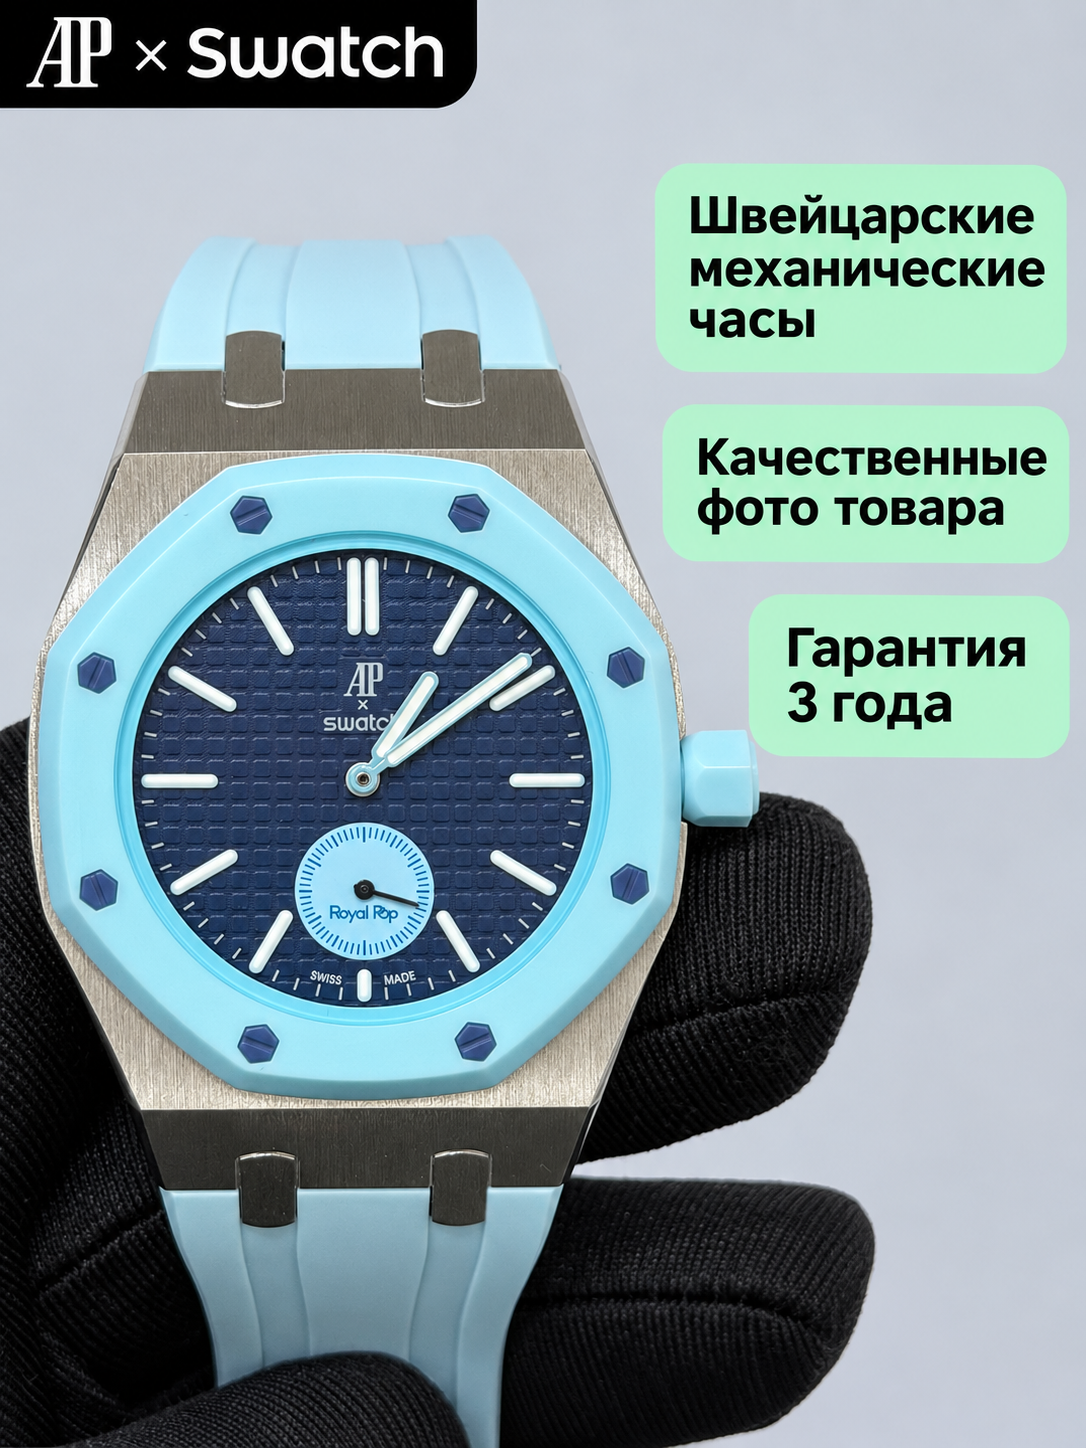 AP × Swatch
Швейцарские
механические
часы
Качественные
фото товара
Гарантия
3 года
AP
×
swatch
Royal Pop
SWISS MADE